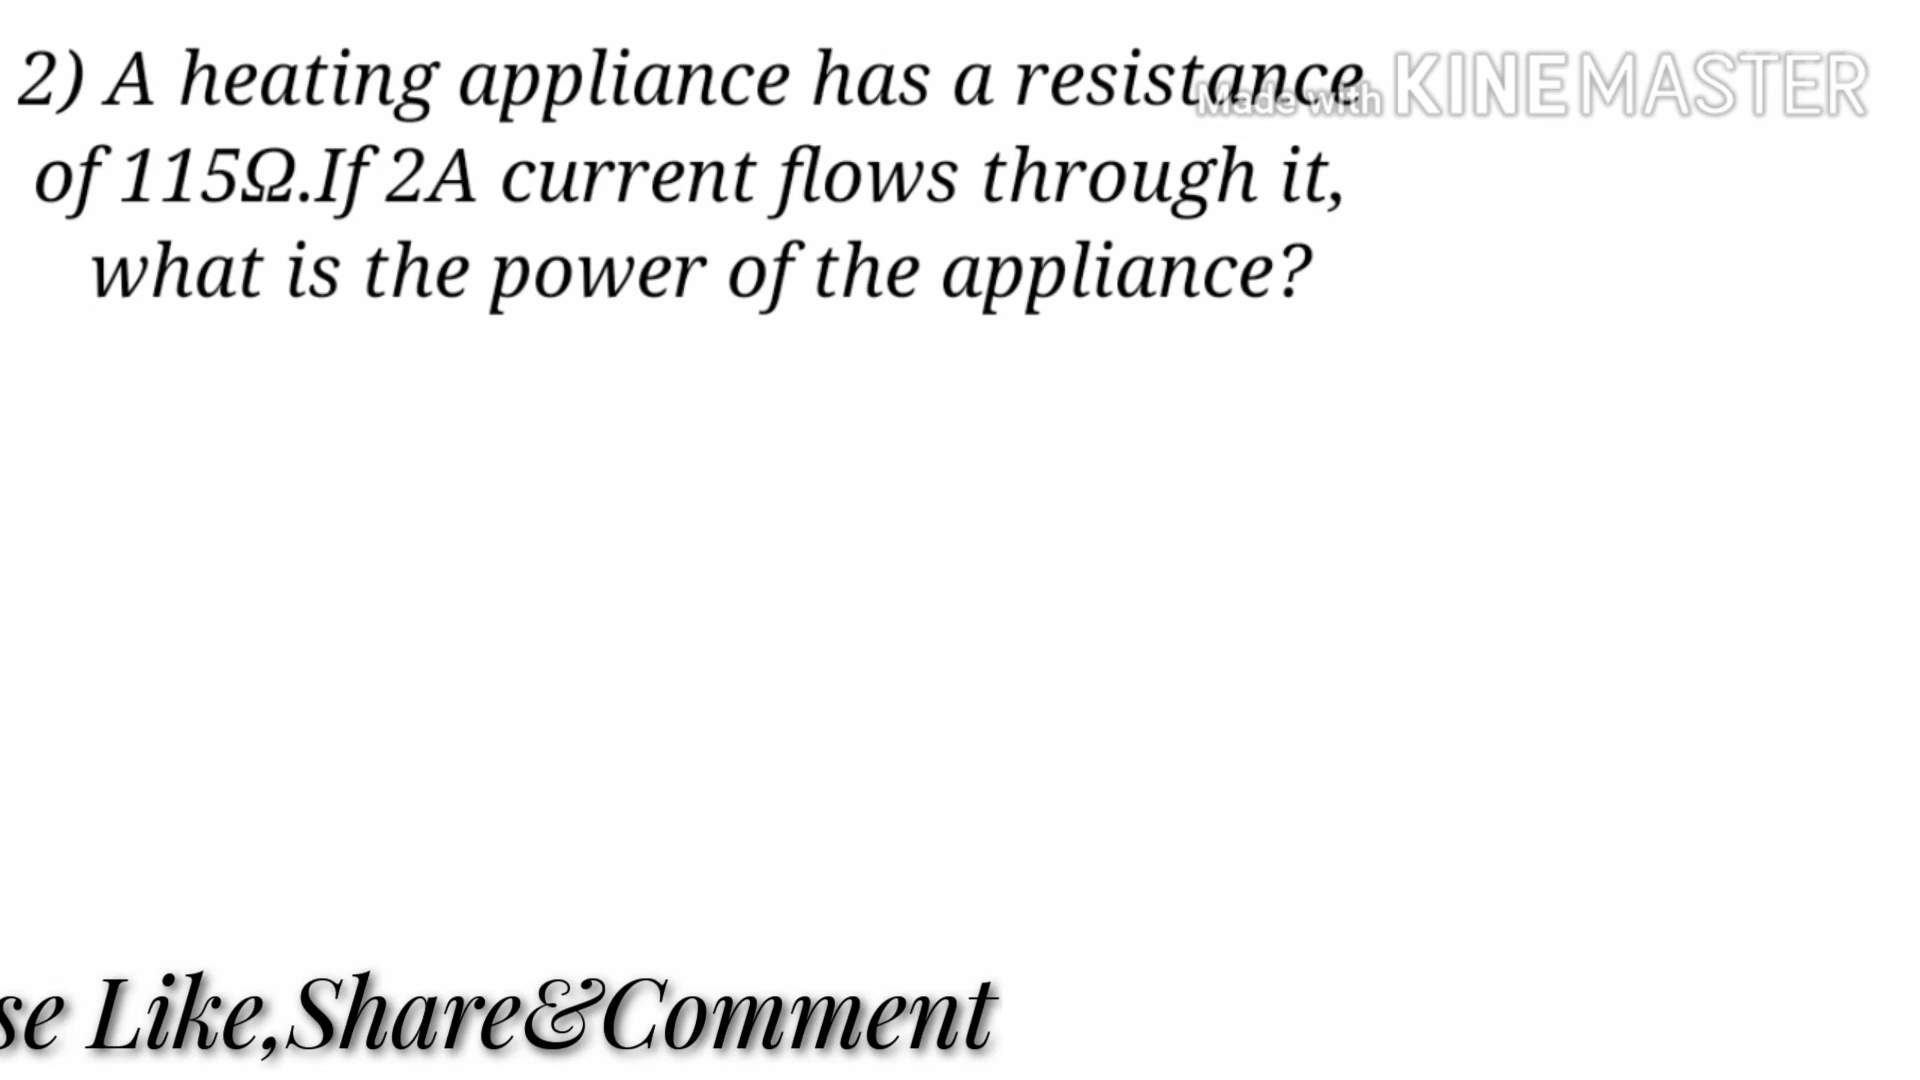 2) A heating appliance has a resistance
of 115Ω.If 2A current flows through it,
what is the power of the appliance?
Made with KINEMASTER
se Like,Share&Comment